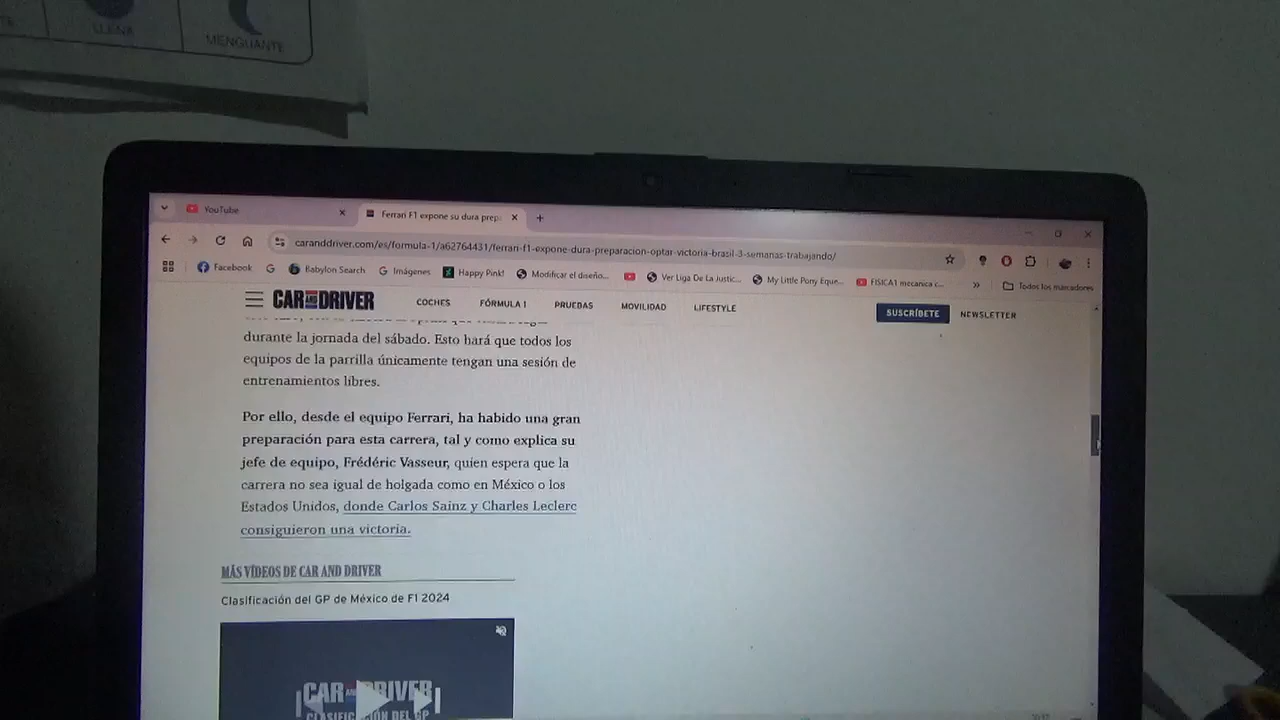 LLENA
MENGUANTE
YouTube
Ferrari F1 expone su dura prep
caranddriver.com/es/formula-1/a62764431/ferrari-f1-expone-dura-preparacion-optar-victoria-brasil-3-semanas-trabajando/
Facebook
Babylon Search
Imágenes
Happy Pink!
Modificar el diseño...
Ver Liga De La Justic...
My Little Pony Eque...
FISICA1 mecanica c...
»
Todos los marcadores
CAR AND DRIVER
COCHES
FÓRMULA 1
PRUEBAS
MOVILIDAD
LIFESTYLE
SUSCRÍBETE
NEWSLETTER
durante la jornada del sábado. Esto hará que todos los
equipos de la parrilla únicamente tengan una sesión de
entrenamientos libres.
Por ello, desde el equipo Ferrari, ha habido una gran
preparación para esta carrera, tal y como explica su
jefe de equipo, Frédéric Vasseur, quien espera que la
carrera no sea igual de holgada como en México o los
Estados Unidos, donde Carlos Sainz y Charles Leclerc
consiguieron una victoria.
MÁS VÍDEOS DE CAR AND DRIVER
Clasificación del GP de México de F1 2024
CAR AND DRIVER
CLASIFICACIÓN DEL GP